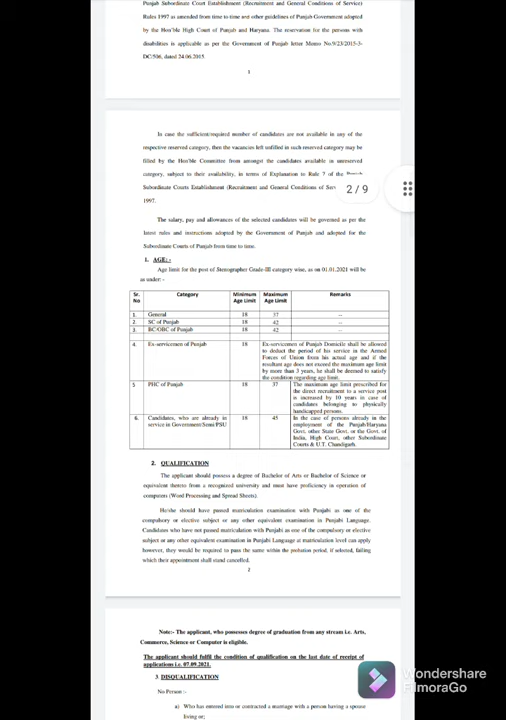 Punjab Subordinate Court Establishment (Recruitment and General Conditions of Service)
Rules 1997 as amended from time to time and other guidelines of Punjab Government adopted
by the Hon'ble High Court of Punjab and Haryana. The reservation for the persons with
disabilities is applicable as per the Government of Punjab letter Memo No.9/23/2015-5-
DC/506, dated 24.06.2015.
1
In case the sufficient/required number of candidates are not available in any of the
respective reserved category, then the vacancies left unfilled in such reserved category may be
filled by the Hon'ble Committee from amongst the candidates available in unreserved
category, subject to their availability, in terms of Explanation to Rule 7 of the
Subordinate Courts Establishment (Recruitment and General Conditions of
1997.
2/9
The salary, pay and allowances of the selected candidates will be governed as per the
latest rules and instructions adopted by the Government of Punjab and adopted for the
Subordinate Courts of Punjab from time to time.
1. AGE:-
Age limit for the post of Stenographer Grade-III category wise, as on 01.01.2021 will be
as under: -
Sr. No Category Minimum Age Limit Maximum Age Limit Remarks
1. General 18 37 --
2. SC of Punjab 18 42 --
3. BC/OBC of Punjab 18 42 --
4. Ex-servicemen of Punjab 18 Ex-servicemen of Punjab Domicile shall be allowed
to deduct the period of his service in the Armed
Forces of Union from his actual age and if the
resultant age does not exceed the maximum age limit
by more than 3 years, he shall be deemed to satisfy
the condition regarding age limit.
5 PHC of Punjab 18 37 The maximum age limit prescribed for
the direct recruitment to a service post
is increased by 10 years in case of
candidates belonging to physically
handicapped persons.
6. Candidates, who are already in 18 45 In the case of persons already in the
service in Government/Semi/PSU employment of the Punjab/Haryana
Govt. other State Govt. or the Govt. of
India, High Court, other Subordinate
Courts & U.T. Chandigarh.
2. QUALIFICATION
The applicant should possess a degree of Bachelor of Arts or Bachelor of Science or
equivalent thereto from a recognized university and must have proficiency in operation of
computers (Word Processing and Spread Sheets).
He/she should have passed matriculation examination with Punjabi as one of the
compulsory or elective subject or any other equivalent examination in Punjabi Language.
Candidates who have not passed matriculation with Punjabi as one of the compulsory or elective
subject or any other equivalent examination in Punjabi Language at matriculation level can apply
however, they would be required to pass the same within the probation period, if selected, failing
which their appointment shall stand cancelled.
2
Note:- The applicant, who possesses degree of graduation from any stream i.e. Arts,
Commerce, Science or Computer is eligible.
The applicant should fulfil the condition of qualification on the last date of receipt of
applications i.e. 07.09.2021.
3 DISQUALIFICATION
No Person :-
a) Who has entered into or contracted a marriage with a person having a spouse
living or;
Wondershare
FilmoraGo